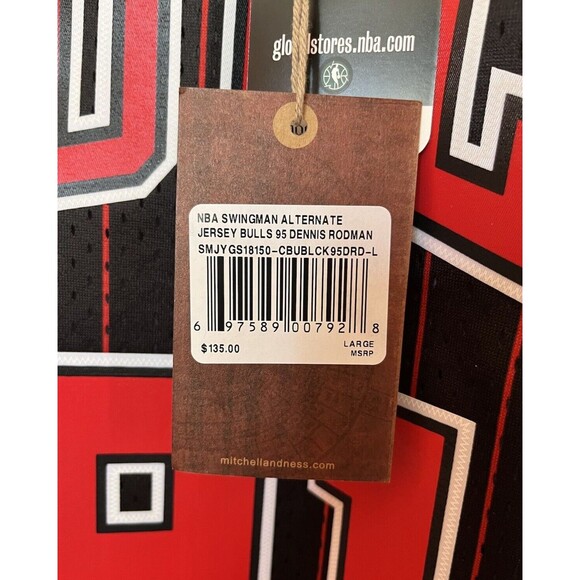 globalstores.nba.com
NBA SWINGMAN ALTERNATE
JERSEY BULLS 95 DENNIS RODMAN
SMJYGS18150-CBUBLCK95DRD-L
6 97589 00792 8
$135.00
LARGE
MSRP
mitchellandness.com